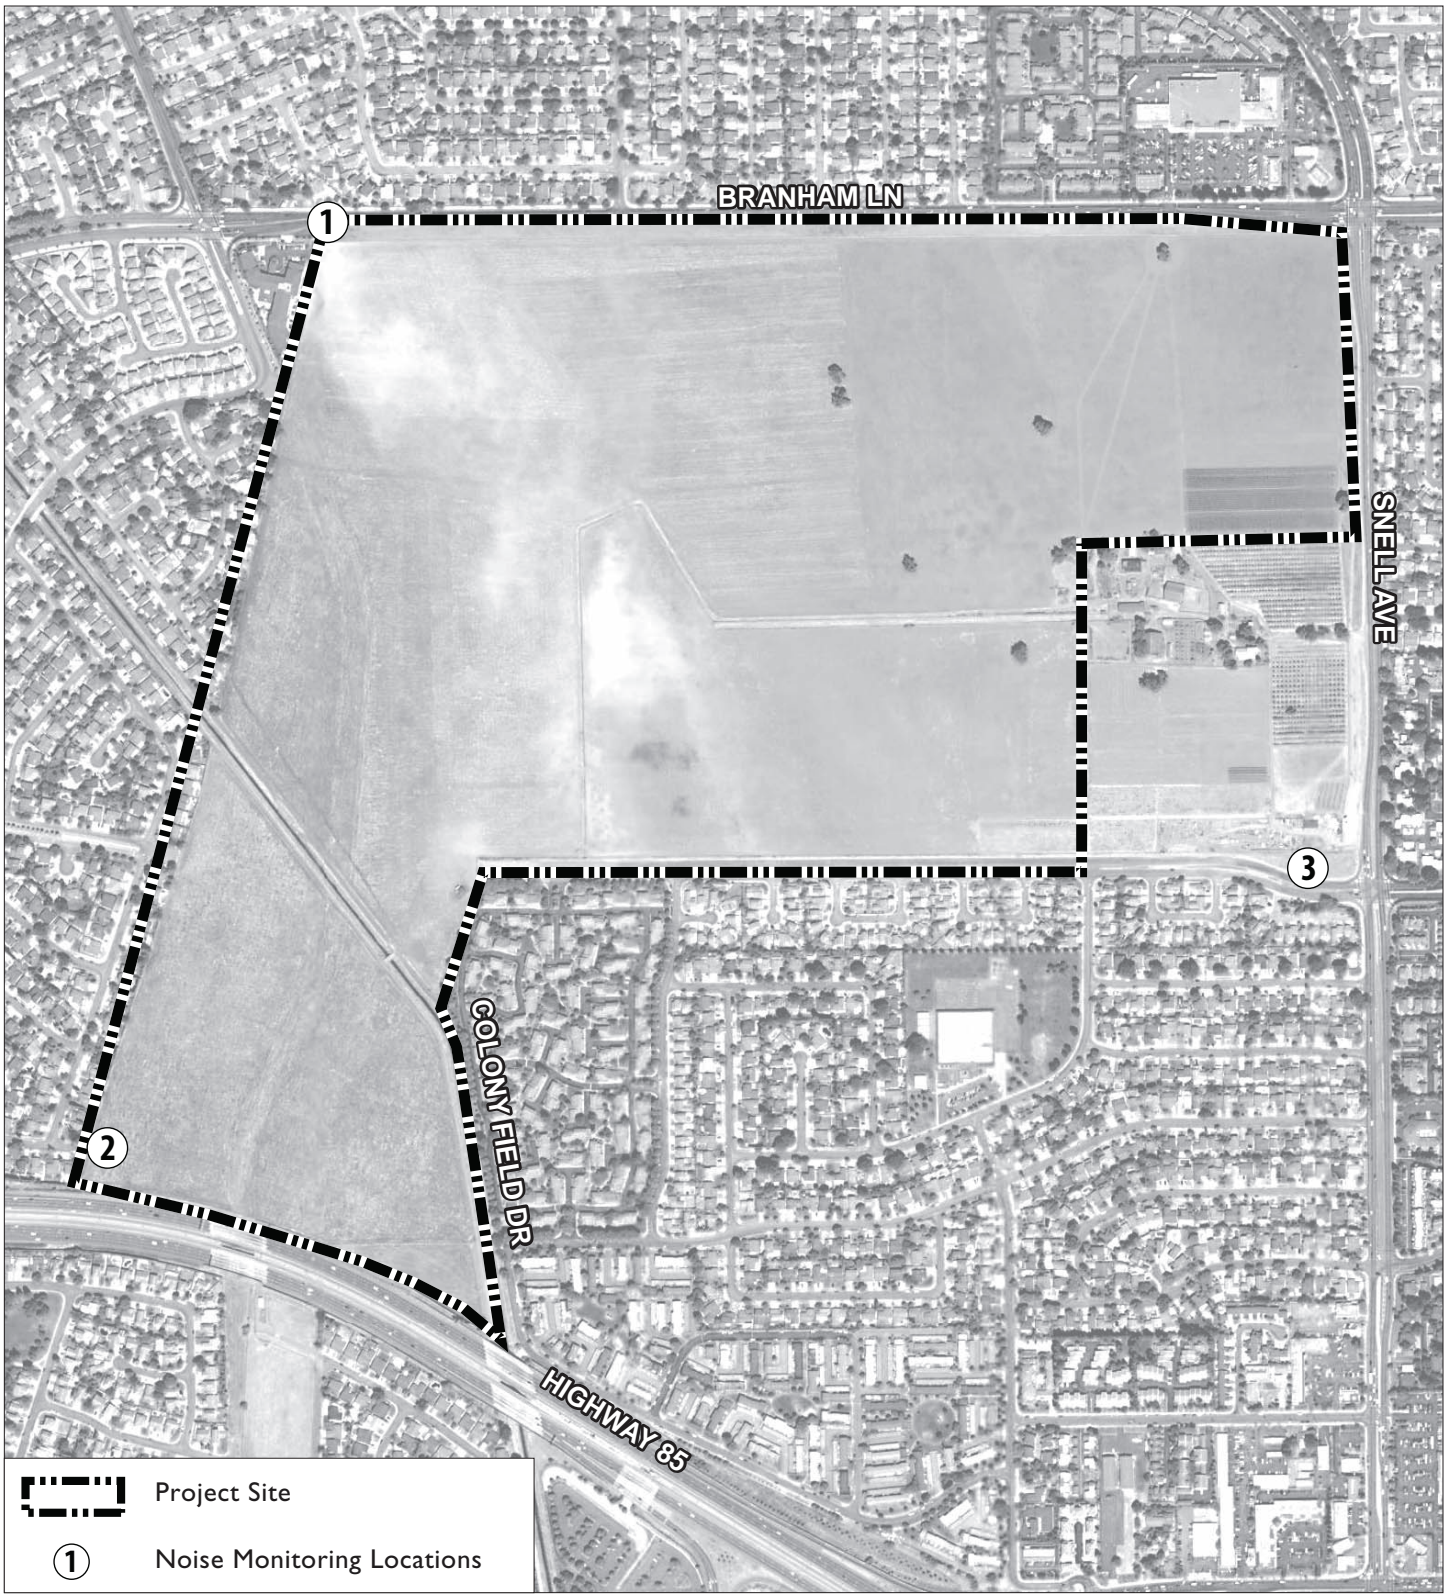 BRANHAM LN
1
SNELL AVE
3
COLONY FIELD DR
2
HIGHWAY 85
Project Site
1 Noise Monitoring Locations